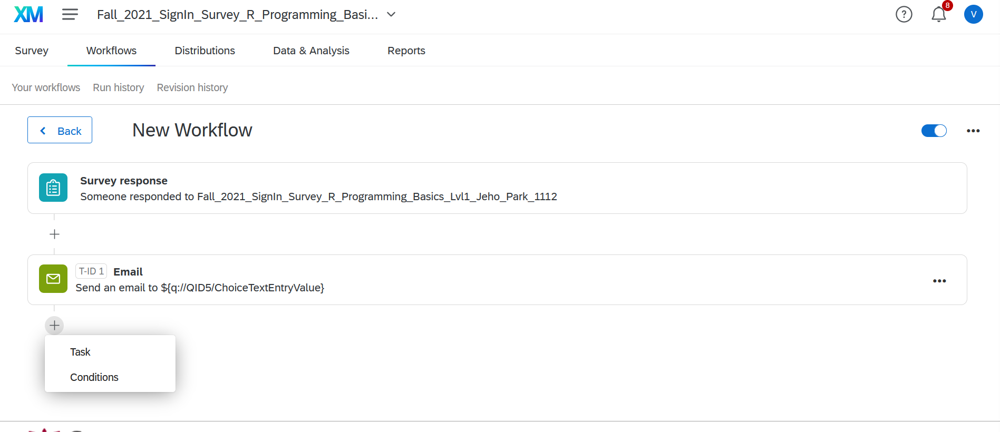 XM
Fall_2021_SignIn_Survey_R_Programming_Basi...
?
8
V
Survey
Workflows
Distributions
Data & Analysis
Reports
Your workflows
Run history
Revision history
Back
New Workflow
Survey response
Someone responded to Fall_2021_SignIn_Survey_R_Programming_Basics_Lvl1_Jeho_Park_1112
T-ID 1
Email
Send an email to ${q://QID5/ChoiceTextEntryValue}
Task
Conditions